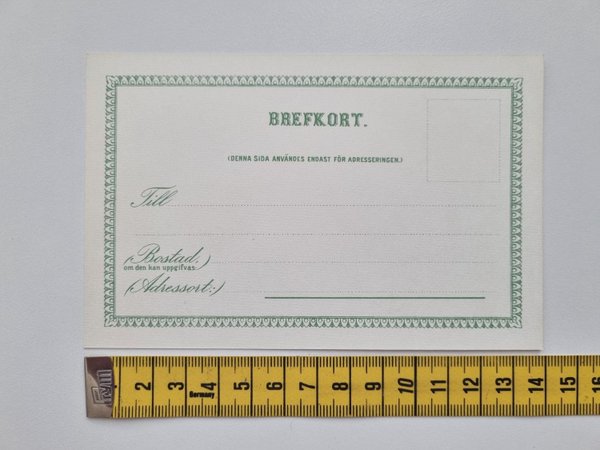 BREFKORT.
(DENNA SIDA ANVÄNDES ENDAST FÖR ADRESSERINGEN.)
Till
(Bostad.)
om den kan uppgifvas:
(Adressort:)
2 3 4 5 6 7 8 9 10 11 12 13 14 15 16
Germany